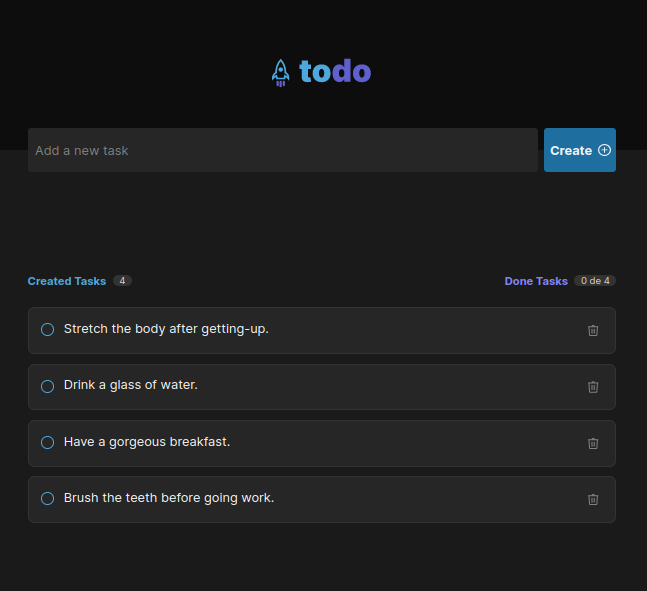 todo
Add a new task
Create
Created Tasks 4
Done Tasks 0 de 4
Stretch the body after getting-up.
Drink a glass of water.
Have a gorgeous breakfast.
Brush the teeth before going work.